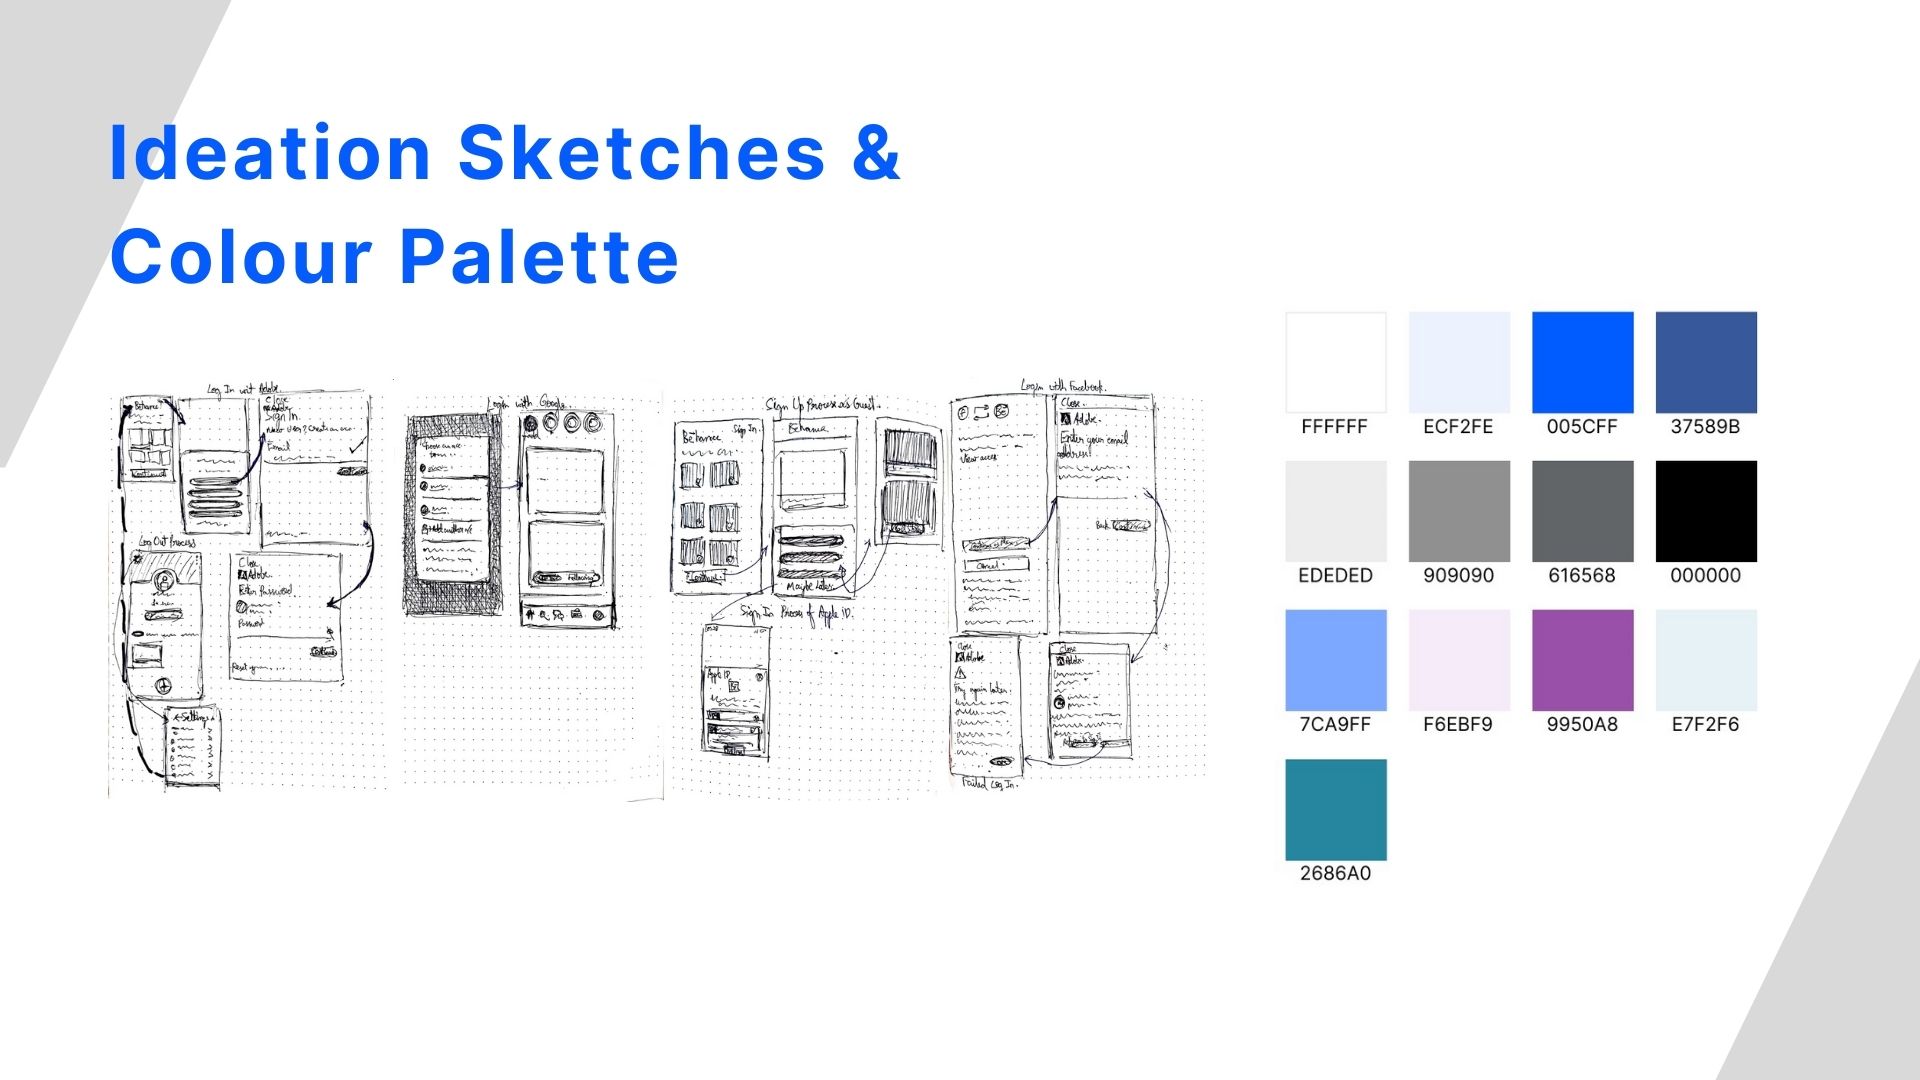 Ideation Sketches &
Colour Palette
Log In wit Adobe.
Behance
Close
Sign In.
New User? Create an acc.
Email
Log Out Process
Close
Adobe.
Enter Password.
Password
Settings
Login with Google.
Following
Sign Up Process as Guest.
Behance
Sign In
Behance
Maybe Later
Sign In Process of Apple ID.
Apple ID
Login with Facebook.
Close
Adobe.
Enter your email
address!
Back
Cancel
Close
Adobe
Try again later.
Failed Log In.
Close
Adobe.
FFFFFF
ECF2FE
005CFF
37589B
EDEDED
909090
616568
000000
7CA9FF
F6EBF9
9950A8
E7F2F6
2686A0